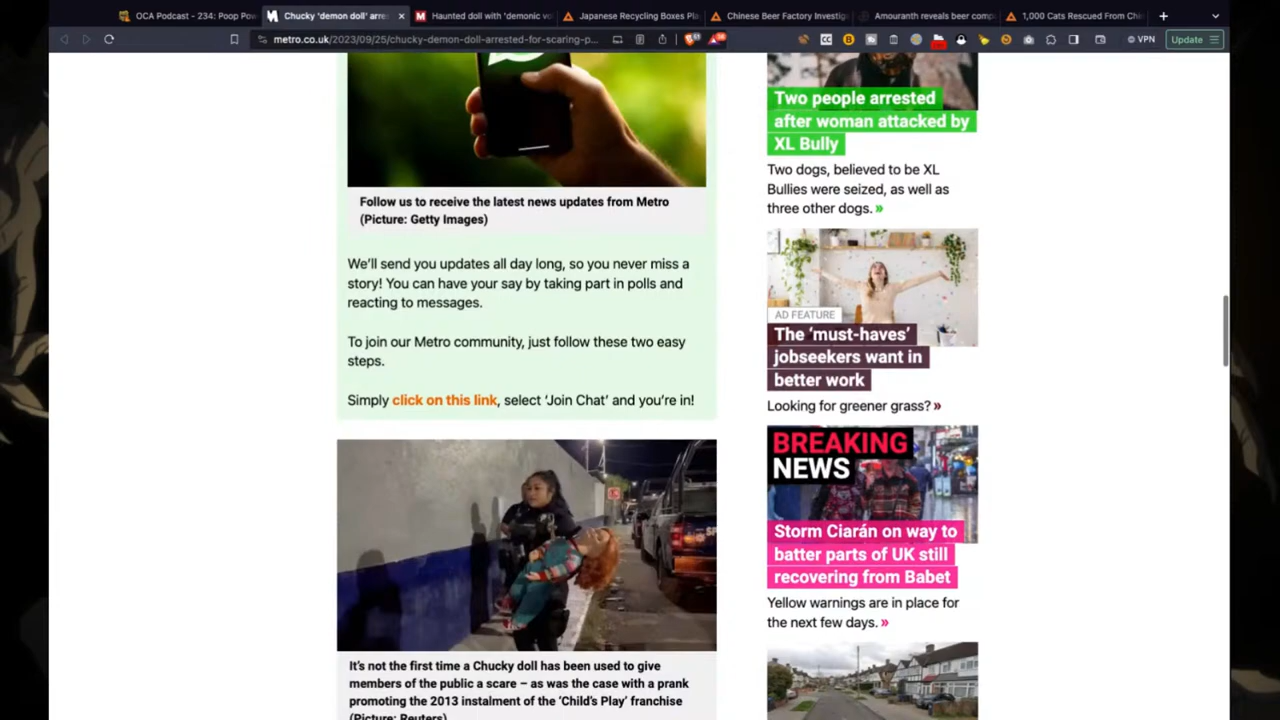 OCA Podcast - 234: Poop Po
Chucky 'demon doll' arre
Haunted doll with 'demonic vo
Japanese Recycling Boxes Pla
Chinese Beer Factory Investig
Amouranth reveals beer comp
1,000 Cats Rescued From Chi
metro.co.uk/2023/09/25/chucky-demon-doll-arrested-for-scaring-p...
VPN
Update
Follow us to receive the latest news updates from Metro
(Picture: Getty Images)
We'll send you updates all day long, so you never miss a
story! You can have your say by taking part in polls and
reacting to messages.
To join our Metro community, just follow these two easy
steps.
Simply click on this link, select 'Join Chat' and you're in!
It's not the first time a Chucky doll has been used to give
members of the public a scare – as was the case with a prank
promoting the 2013 instalment of the 'Child's Play' franchise
(Picture: Reuters)
Two people arrested
after woman attacked by
XL Bully
Two dogs, believed to be XL
Bullies were seized, as well as
three other dogs. »
AD FEATURE
The 'must-haves'
jobseekers want in
better work
Looking for greener grass? »
BREAKING
NEWS
Storm Ciarán on way to
batter parts of UK still
recovering from Babet
Yellow warnings are in place for
the next few days. »